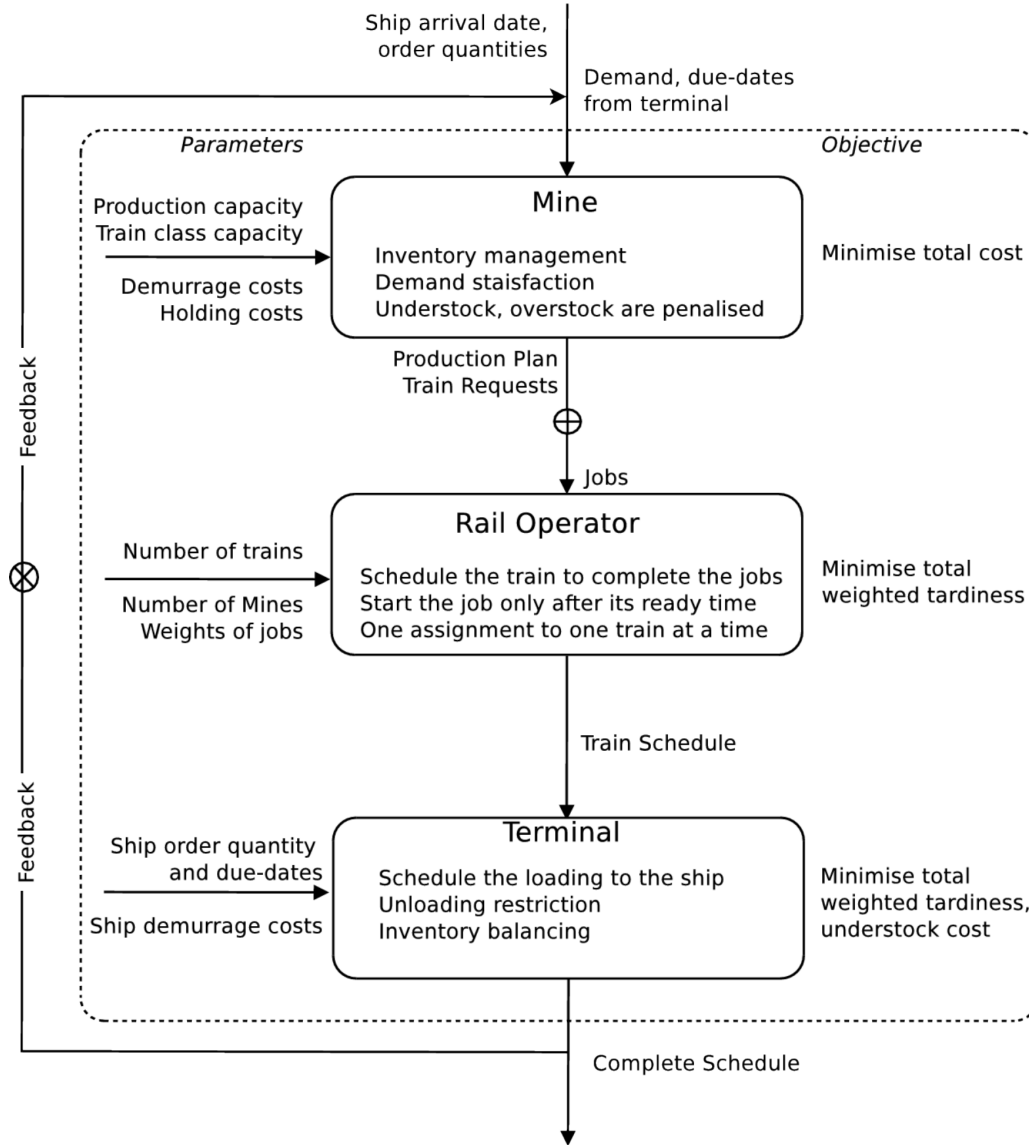 Ship arrival date,
order quantities
Demand, due-dates
from terminal
Parameters
Objective
Mine
Production capacity
Train class capacity
Demurrage costs
Holding costs
Inventory management
Demand staisfaction
Understock, overstock are penalised
Minimise total cost
Production Plan
Train Requests
Feedback
Jobs
Rail Operator
Number of trains
Number of Mines
Weights of jobs
Schedule the train to complete the jobs
Start the job only after its ready time
One assignment to one train at a time
Minimise total
weighted tardiness
Train Schedule
Feedback
Terminal
Ship order quantity
and due-dates
Ship demurrage costs
Schedule the loading to the ship
Unloading restriction
Inventory balancing
Minimise total
weighted tardiness,
understock cost
Complete Schedule